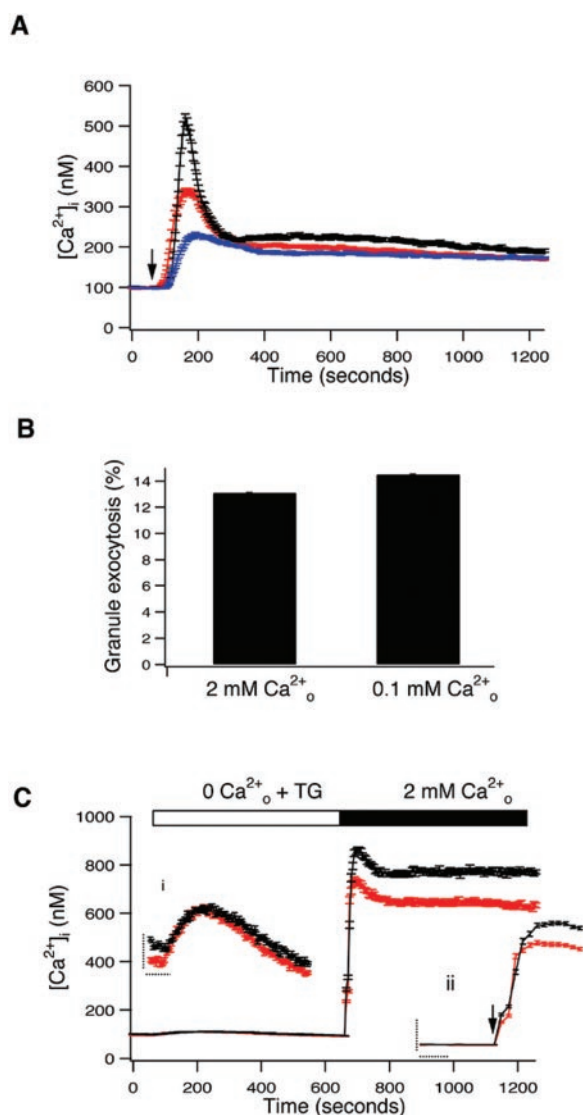 A
600
500
400
300
200
100
0
[Ca²⁺]ᵢ (nM)
0 200 400 600 800 1000 1200
Time (seconds)
B
14
12
10
8
6
4
2
0
Granule exocytosis (%)
2 mM Ca²⁺ₒ 0.1 mM Ca²⁺ₒ
C
0 Ca²⁺ₒ + TG 2 mM Ca²⁺ₒ
1000
800
600
400
200
0
[Ca²⁺]ᵢ (nM)
i
ii
0 200 400 600 800 1000 1200
Time (seconds)